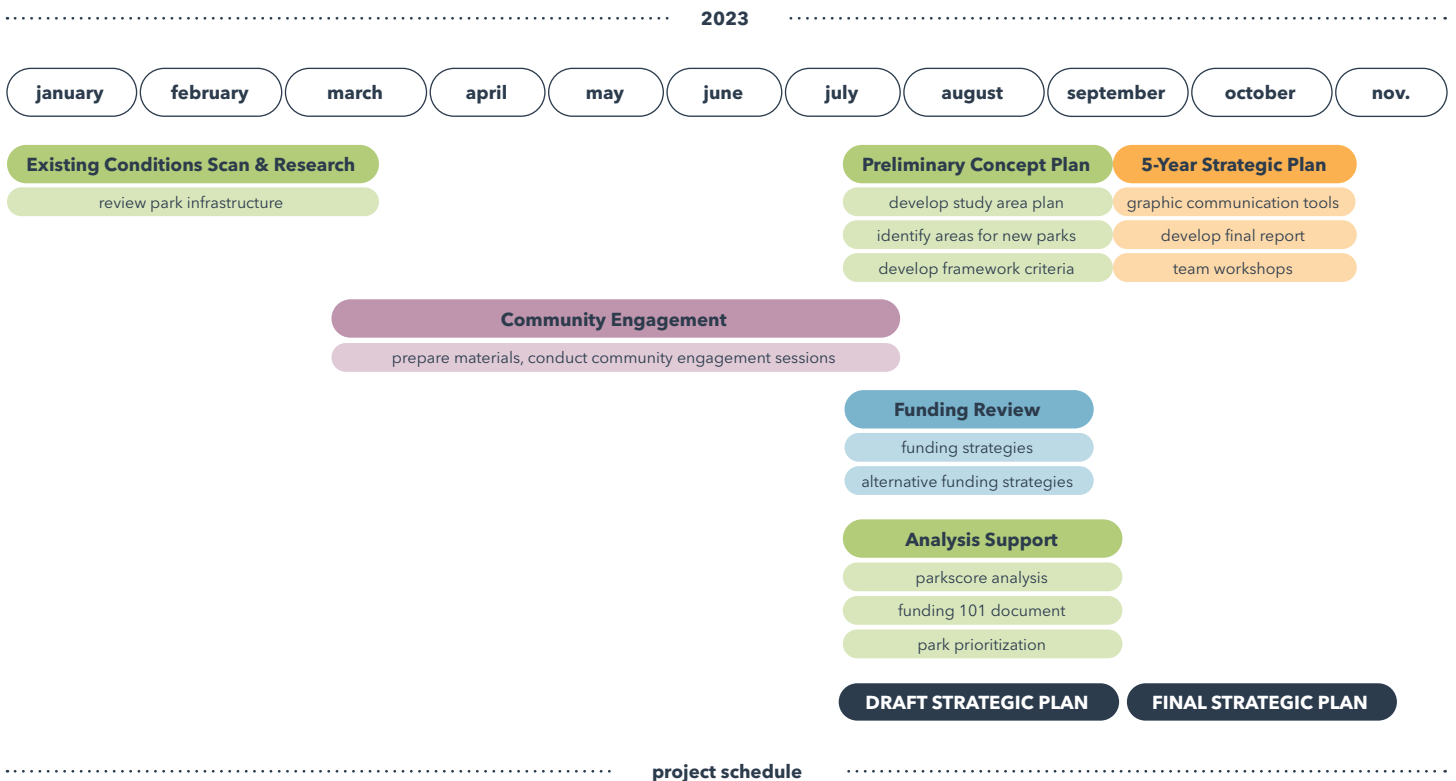 2023
january
february
march
april
may
june
july
august
september
october
nov.
Existing Conditions Scan & Research
review park infrastructure
Preliminary Concept Plan
develop study area plan
identify areas for new parks
develop framework criteria
5-Year Strategic Plan
graphic communication tools
develop final report
team workshops
Community Engagement
prepare materials, conduct community engagement sessions
Funding Review
funding strategies
alternative funding strategies
Analysis Support
parkscore analysis
funding 101 document
park prioritization
DRAFT STRATEGIC PLAN
FINAL STRATEGIC PLAN
project schedule